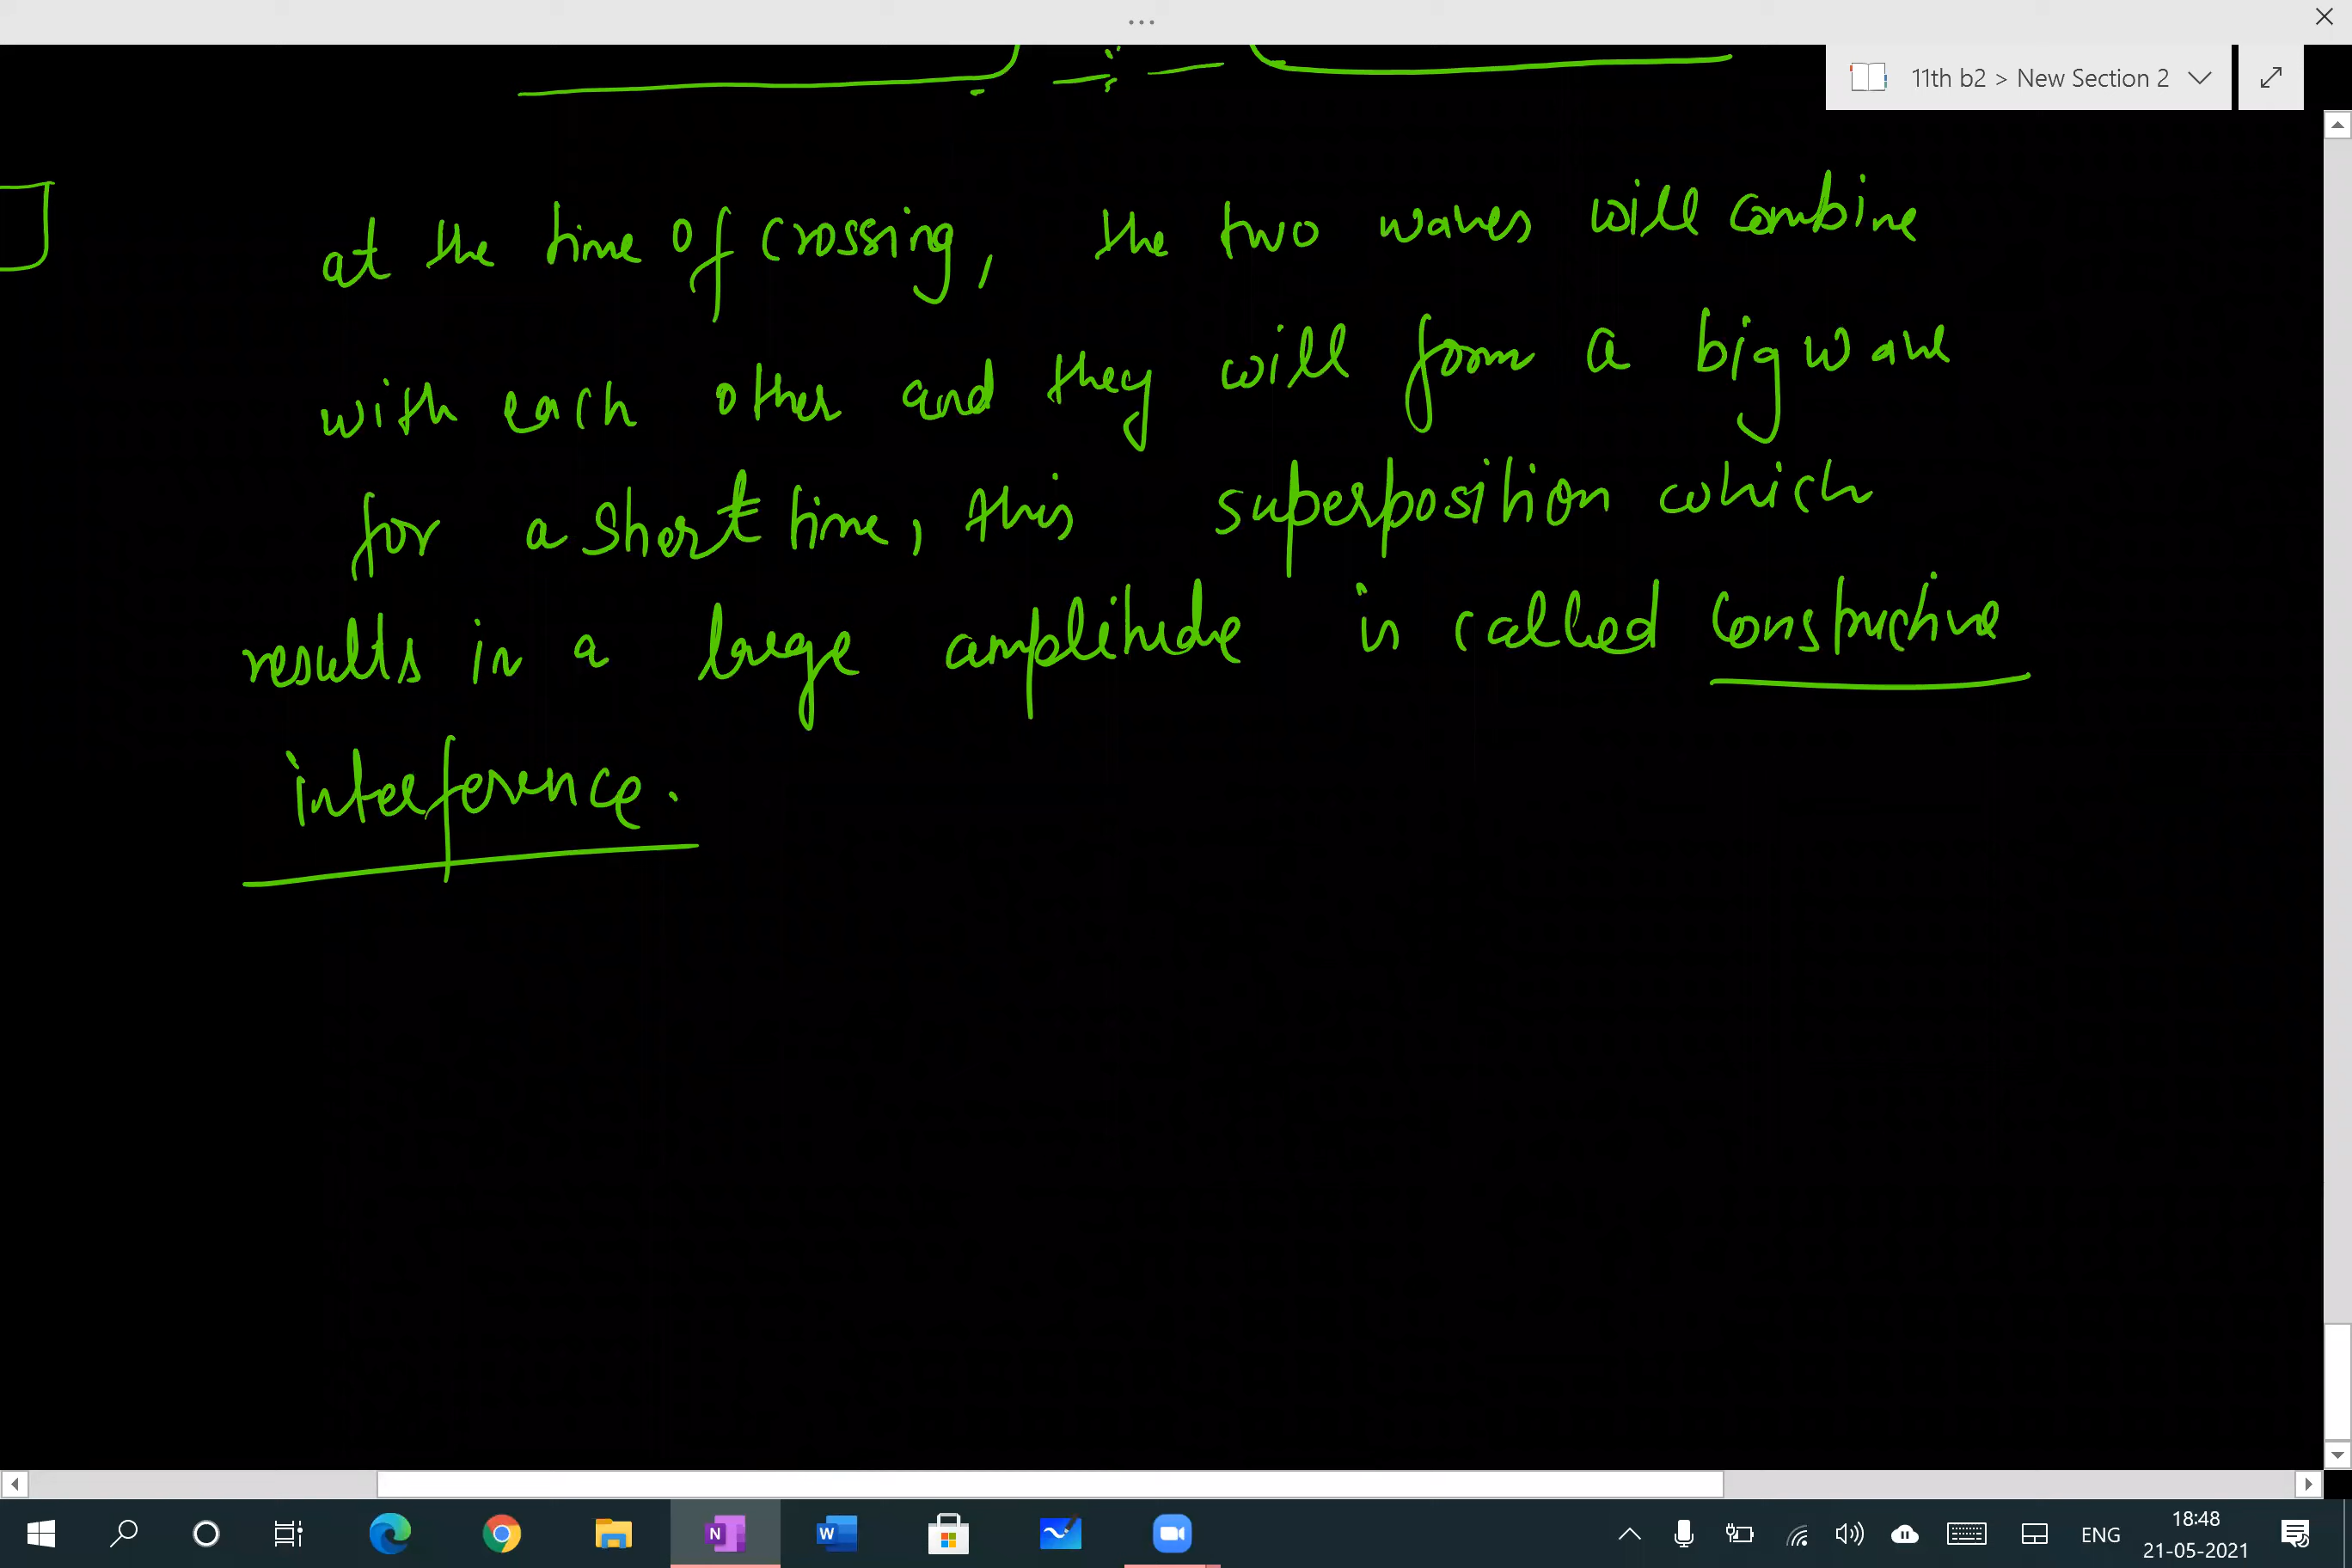 11th b2 > New Section 2
at the time of crossing, the two waves will combine
with each other and they will form a big wave
for a short time, this superposition which
results in a large amplitude is called Constructive
interference.
N
W
ENG
18:48
21-05-2021